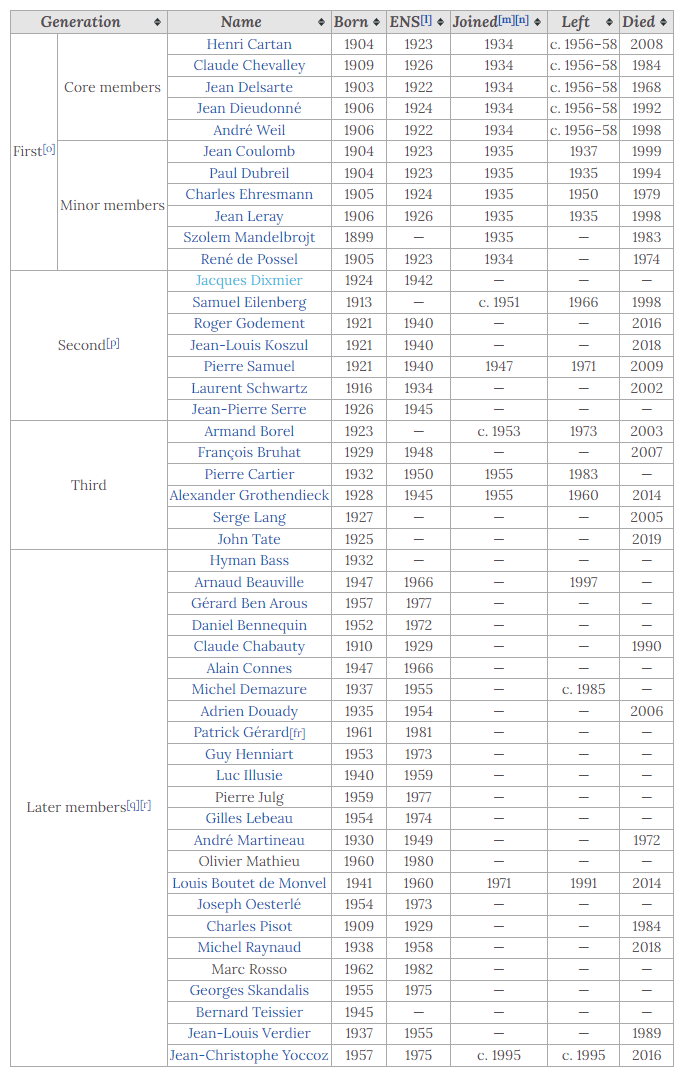 Generation Name Born ENS[l] Joined[m][n] Left Died
First[o] Core members Henri Cartan 1904 1923 1934 c. 1956–58 2008
Claude Chevalley 1909 1926 1934 c. 1956–58 1984
Jean Delsarte 1903 1922 1934 c. 1956–58 1968
Jean Dieudonné 1906 1924 1934 c. 1956–58 1992
André Weil 1906 1922 1934 c. 1956–58 1998
Minor members Jean Coulomb 1904 1923 1935 1937 1999
Paul Dubreil 1904 1923 1935 1935 1994
Charles Ehresmann 1905 1924 1935 1950 1979
Jean Leray 1906 1926 1935 1935 1998
Szolem Mandelbrojt 1899 — 1935 — 1983
René de Possel 1905 1923 1934 — 1974
Second[p] Jacques Dixmier 1924 1942 — — —
Samuel Eilenberg 1913 — c. 1951 1966 1998
Roger Godement 1921 1940 — — 2016
Jean-Louis Koszul 1921 1940 — — 2018
Pierre Samuel 1921 1940 1947 1971 2009
Laurent Schwartz 1916 1934 — — 2002
Jean-Pierre Serre 1926 1945 — — —
Third Armand Borel 1923 — c. 1953 1973 2003
François Bruhat 1929 1948 — — 2007
Pierre Cartier 1932 1950 1955 1983 —
Alexander Grothendieck 1928 1945 1955 1960 2014
Serge Lang 1927 — — — 2005
John Tate 1925 — — — 2019
Later members[q][r] Hyman Bass 1932 — — — —
Arnaud Beauville 1947 1966 — 1997 —
Gérard Ben Arous 1957 1977 — — —
Daniel Bennequin 1952 1972 — — —
Claude Chabauty 1910 1929 — — 1990
Alain Connes 1947 1966 — — —
Michel Demazure 1937 1955 — c. 1985 —
Adrien Douady 1935 1954 — — 2006
Patrick Gérard[fr] 1961 1981 — — —
Guy Henniart 1953 1973 — — —
Luc Illusie 1940 1959 — — —
Pierre Julg 1959 1977 — — —
Gilles Lebeau 1954 1974 — — —
André Martineau 1930 1949 — — 1972
Olivier Mathieu 1960 1980 — — —
Louis Boutet de Monvel 1941 1960 1971 1991 2014
Joseph Oesterlé 1954 1973 — — —
Charles Pisot 1909 1929 — — 1984
Michel Raynaud 1938 1958 — — 2018
Marc Rosso 1962 1982 — — —
Georges Skandalis 1955 1975 — — —
Bernard Teissier 1945 — — — —
Jean-Louis Verdier 1937 1955 — — 1989
Jean-Christophe Yoccoz 1957 1975 c. 1995 c. 1995 2016